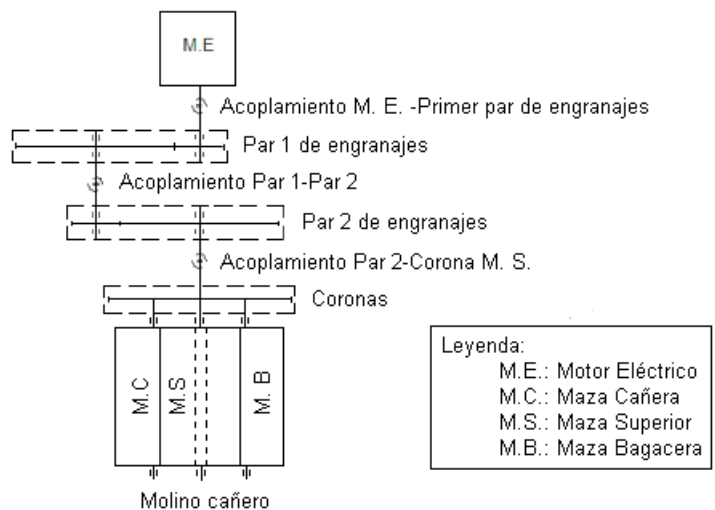 M.E
Acoplamiento M. E. -Primer par de engranajes
Par 1 de engranajes
Acoplamiento Par 1-Par 2
Par 2 de engranajes
Acoplamiento Par 2-Corona M. S.
Coronas
M.C
M.S
M. B
Molino cañero
Leyenda:
M.E.: Motor Eléctrico
M.C.: Maza Cañera
M.S.: Maza Superior
M.B.: Maza Bagacera